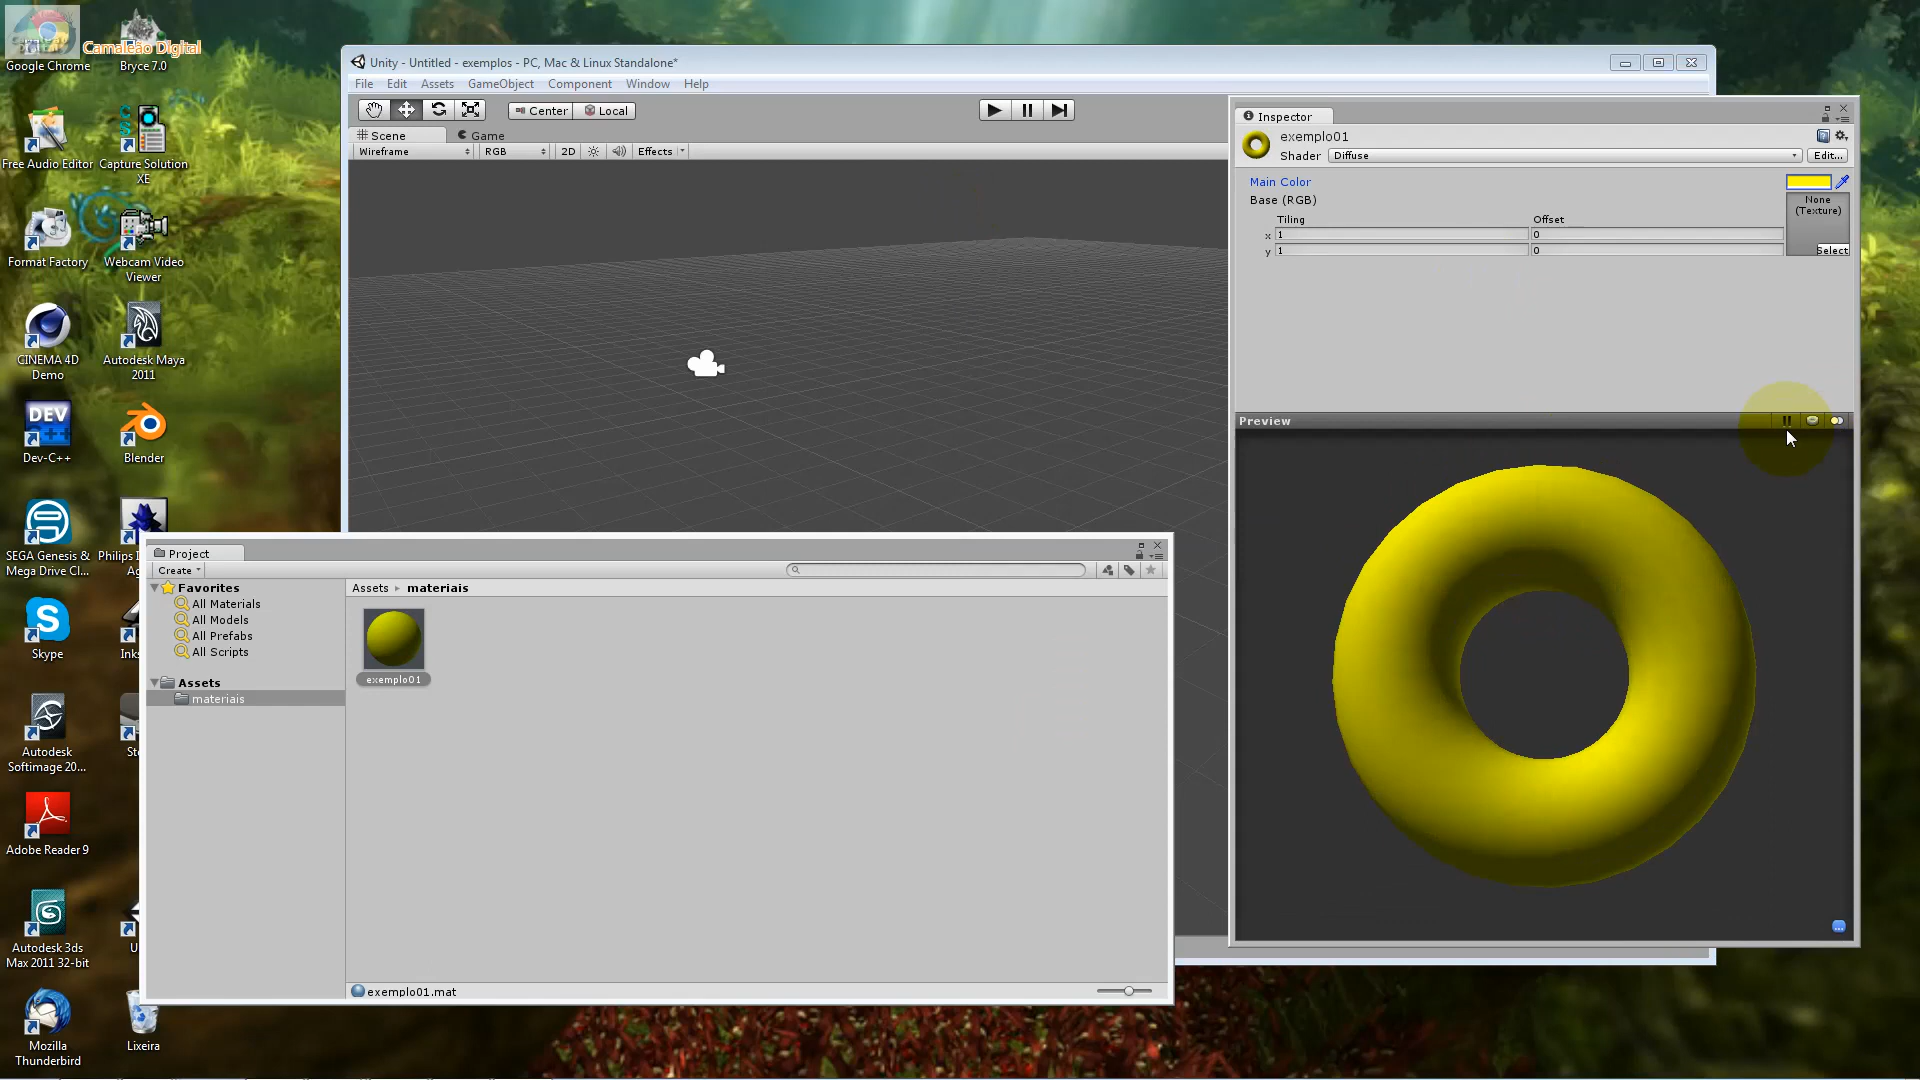 Google Chrome
Camaleão Digital
Bryce 7.0
Free Audio Editor
Capture Solution
XE
Format Factory
Webcam Video
Viewer
CINEMA 4D
Demo
Autodesk Maya
2011
DEV
C++
Dev-C++
Blender
SEGA Genesis &
Mega Drive Cl...
Philips I
Skype
Inks
Autodesk
Softimage 20...
Ste
Adobe Reader 9
Autodesk 3ds
Max 2011 32-bit
U
Mozilla
Thunderbird
Lixeira
Unity - Untitled - exemplos - PC, Mac & Linux Standalone*
File Edit Assets GameObject Component Window Help
Center Local
Scene Game
Wireframe RGB 2D Effects
Inspector
exemplo01
Shader Diffuse Edit...
Main Color
Base (RGB)
None
(Texture)
Tiling Offset
x 1 0
y 1 0
Select
Preview
Project
Create
Favorites
All Materials
All Models
All Prefabs
All Scripts
Assets
materiais
Assets ▸ materiais
exemplo01
exemplo01.mat